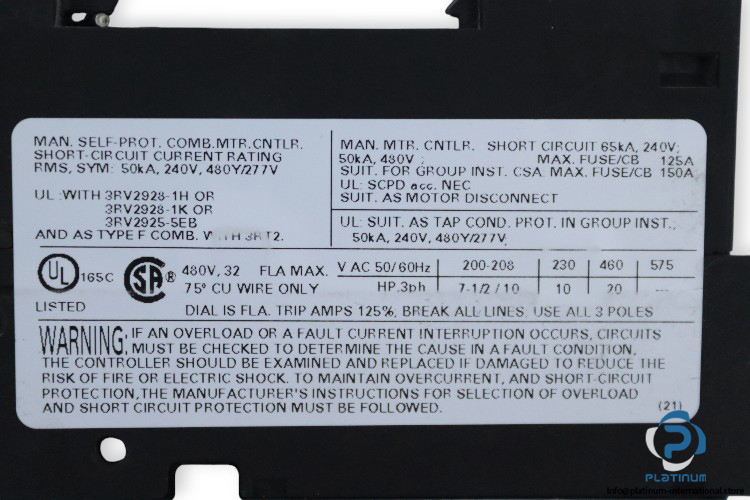 MAN. SELF-PROT. COMB.MTR.CNTLR.
SHORT-CIRCUIT CURRENT RATING
RMS, SYM: 50kA, 240V, 480Y/277V
UL :WITH 3RV2928-1H OR
3RV2928-1K OR
3RV2925-5EB
AND AS TYPE F COMB. WITH 3RT2.
MAN. MTR. CNTLR. SHORT CIRCUIT 65kA, 240V;
50kA, 480V ; MAX. FUSE/CB 125A
SUIT. FOR GROUP INST. CSA MAX. FUSE/CB 150A
UL: SCPD acc. NEC
SUIT. AS MOTOR DISCONNECT
UL: SUIT. AS TAP COND. PROT. IN GROUP INST.;
50kA, 240V, 480Y/277V
UL 165C SA ® 480V, 32 FLA MAX. V AC 50/60Hz 200-208 230 460 575
75° CU WIRE ONLY HP,3ph 7-1/2 / 10 10 20 ---
LISTED DIAL IS FLA. TRIP AMPS 125%, BREAK ALL LINES, USE ALL 3 POLES
WARNING; IF AN OVERLOAD OR A FAULT CURRENT INTERRUPTION OCCURS, CIRCUITS
MUST BE CHECKED TO DETERMINE THE CAUSE IN A FAULT CONDITION,
THE CONTROLLER SHOULD BE EXAMINED AND REPLACED IF DAMAGED TO REDUCE THE
RISK OF FIRE OR ELECTRIC SHOCK. TO MAINTAIN OVERCURRENT, AND SHORT-CIRCUIT
PROTECTION,THE MANUFACTURER'S INSTRUCTIONS FOR SELECTION OF OVERLOAD
AND SHORT CIRCUIT PROTECTION MUST BE FOLLOWED. (21)
PLATINUM
info@platinum-international.store